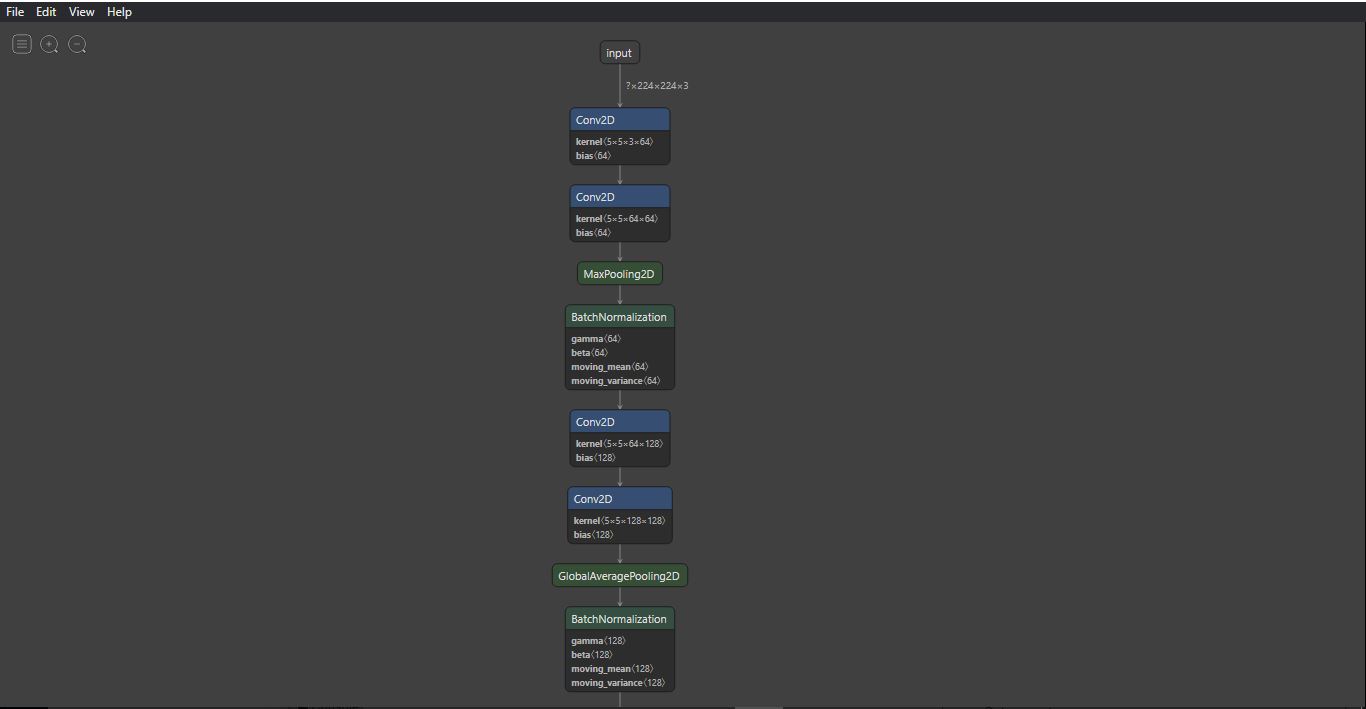 File Edit View Help
input
?×224×224×3
Conv2D
kernel〈5×5×3×64〉
bias〈64〉
Conv2D
kernel〈5×5×64×64〉
bias〈64〉
MaxPooling2D
BatchNormalization
gamma〈64〉
beta〈64〉
moving_mean〈64〉
moving_variance〈64〉
Conv2D
kernel〈5×5×64×128〉
bias〈128〉
Conv2D
kernel〈5×5×128×128〉
bias〈128〉
GlobalAveragePooling2D
BatchNormalization
gamma〈128〉
beta〈128〉
moving_mean〈128〉
moving_variance〈128〉